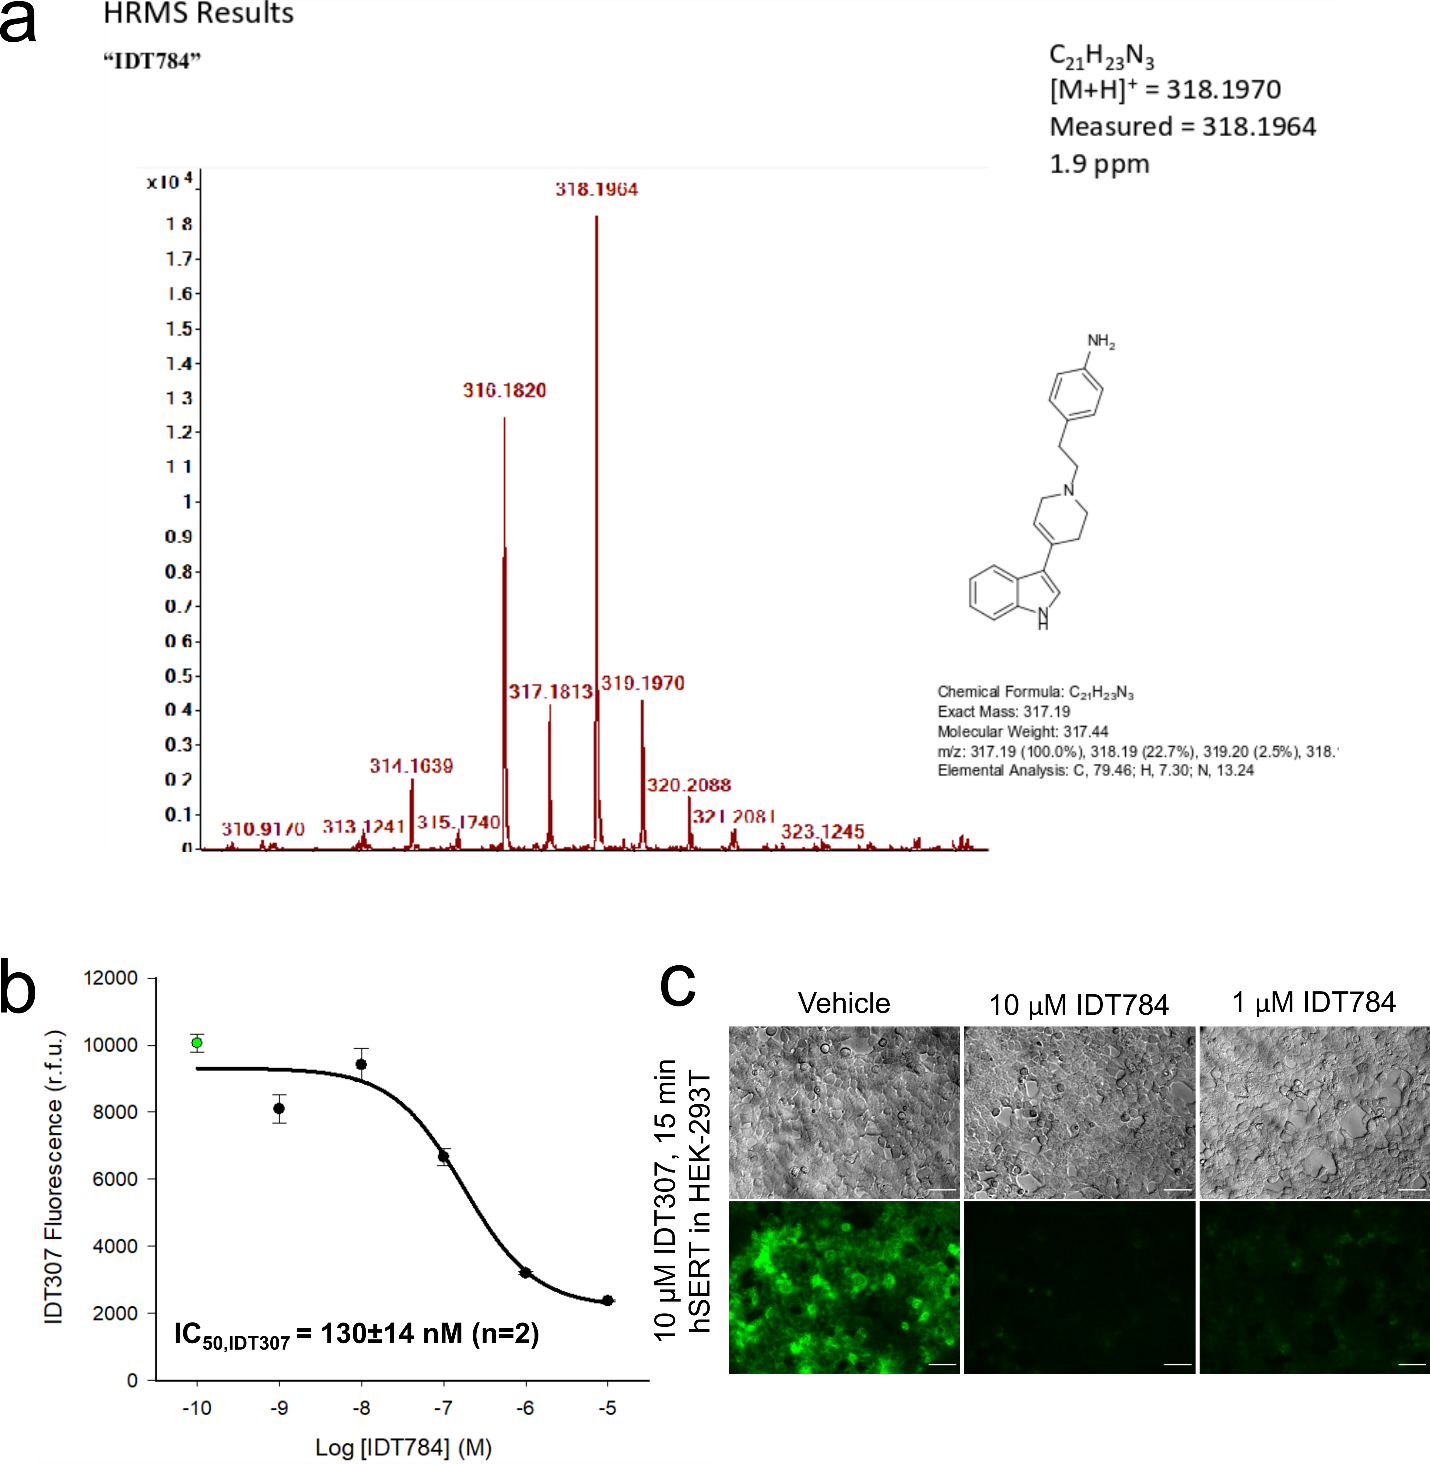 a
HRMS Results
“IDT784”
C21H23N3
[M+H]+ = 318.1970
Measured = 318.1964
1.9 ppm
x10 4
318.1964
1 8
1.7
1.6
1.5
1.4
1 3
1.2
1 1
1
0.9
0.8
0.7
0 6
0.5
0 4
0.3
0 2
0.1
0
316.1820
317.1813
319.1970
314.1639
320.2088
310.9170
313.1241
315.1740
321.2081
323.1245
NH2
N
N
H
Chemical Formula: C21H23N3
Exact Mass: 317.19
Molecular Weight: 317.44
m/z: 317.19 (100.0%), 318.19 (22.7%), 319.20 (2.5%), 318.
Elemental Analysis: C, 79.46; H, 7.30; N, 13.24
b
IDT307 Fluorescence (r.f.u.)
12000
10000
8000
6000
4000
2000
0
IC50,IDT307 = 130±14 nM (n=2)
-10 -9 -8 -7 -6 -5
Log [IDT784] (M)
c
Vehicle 10 µM IDT784 1 µM IDT784
10 µM IDT307, 15 min
hSERT in HEK-293T